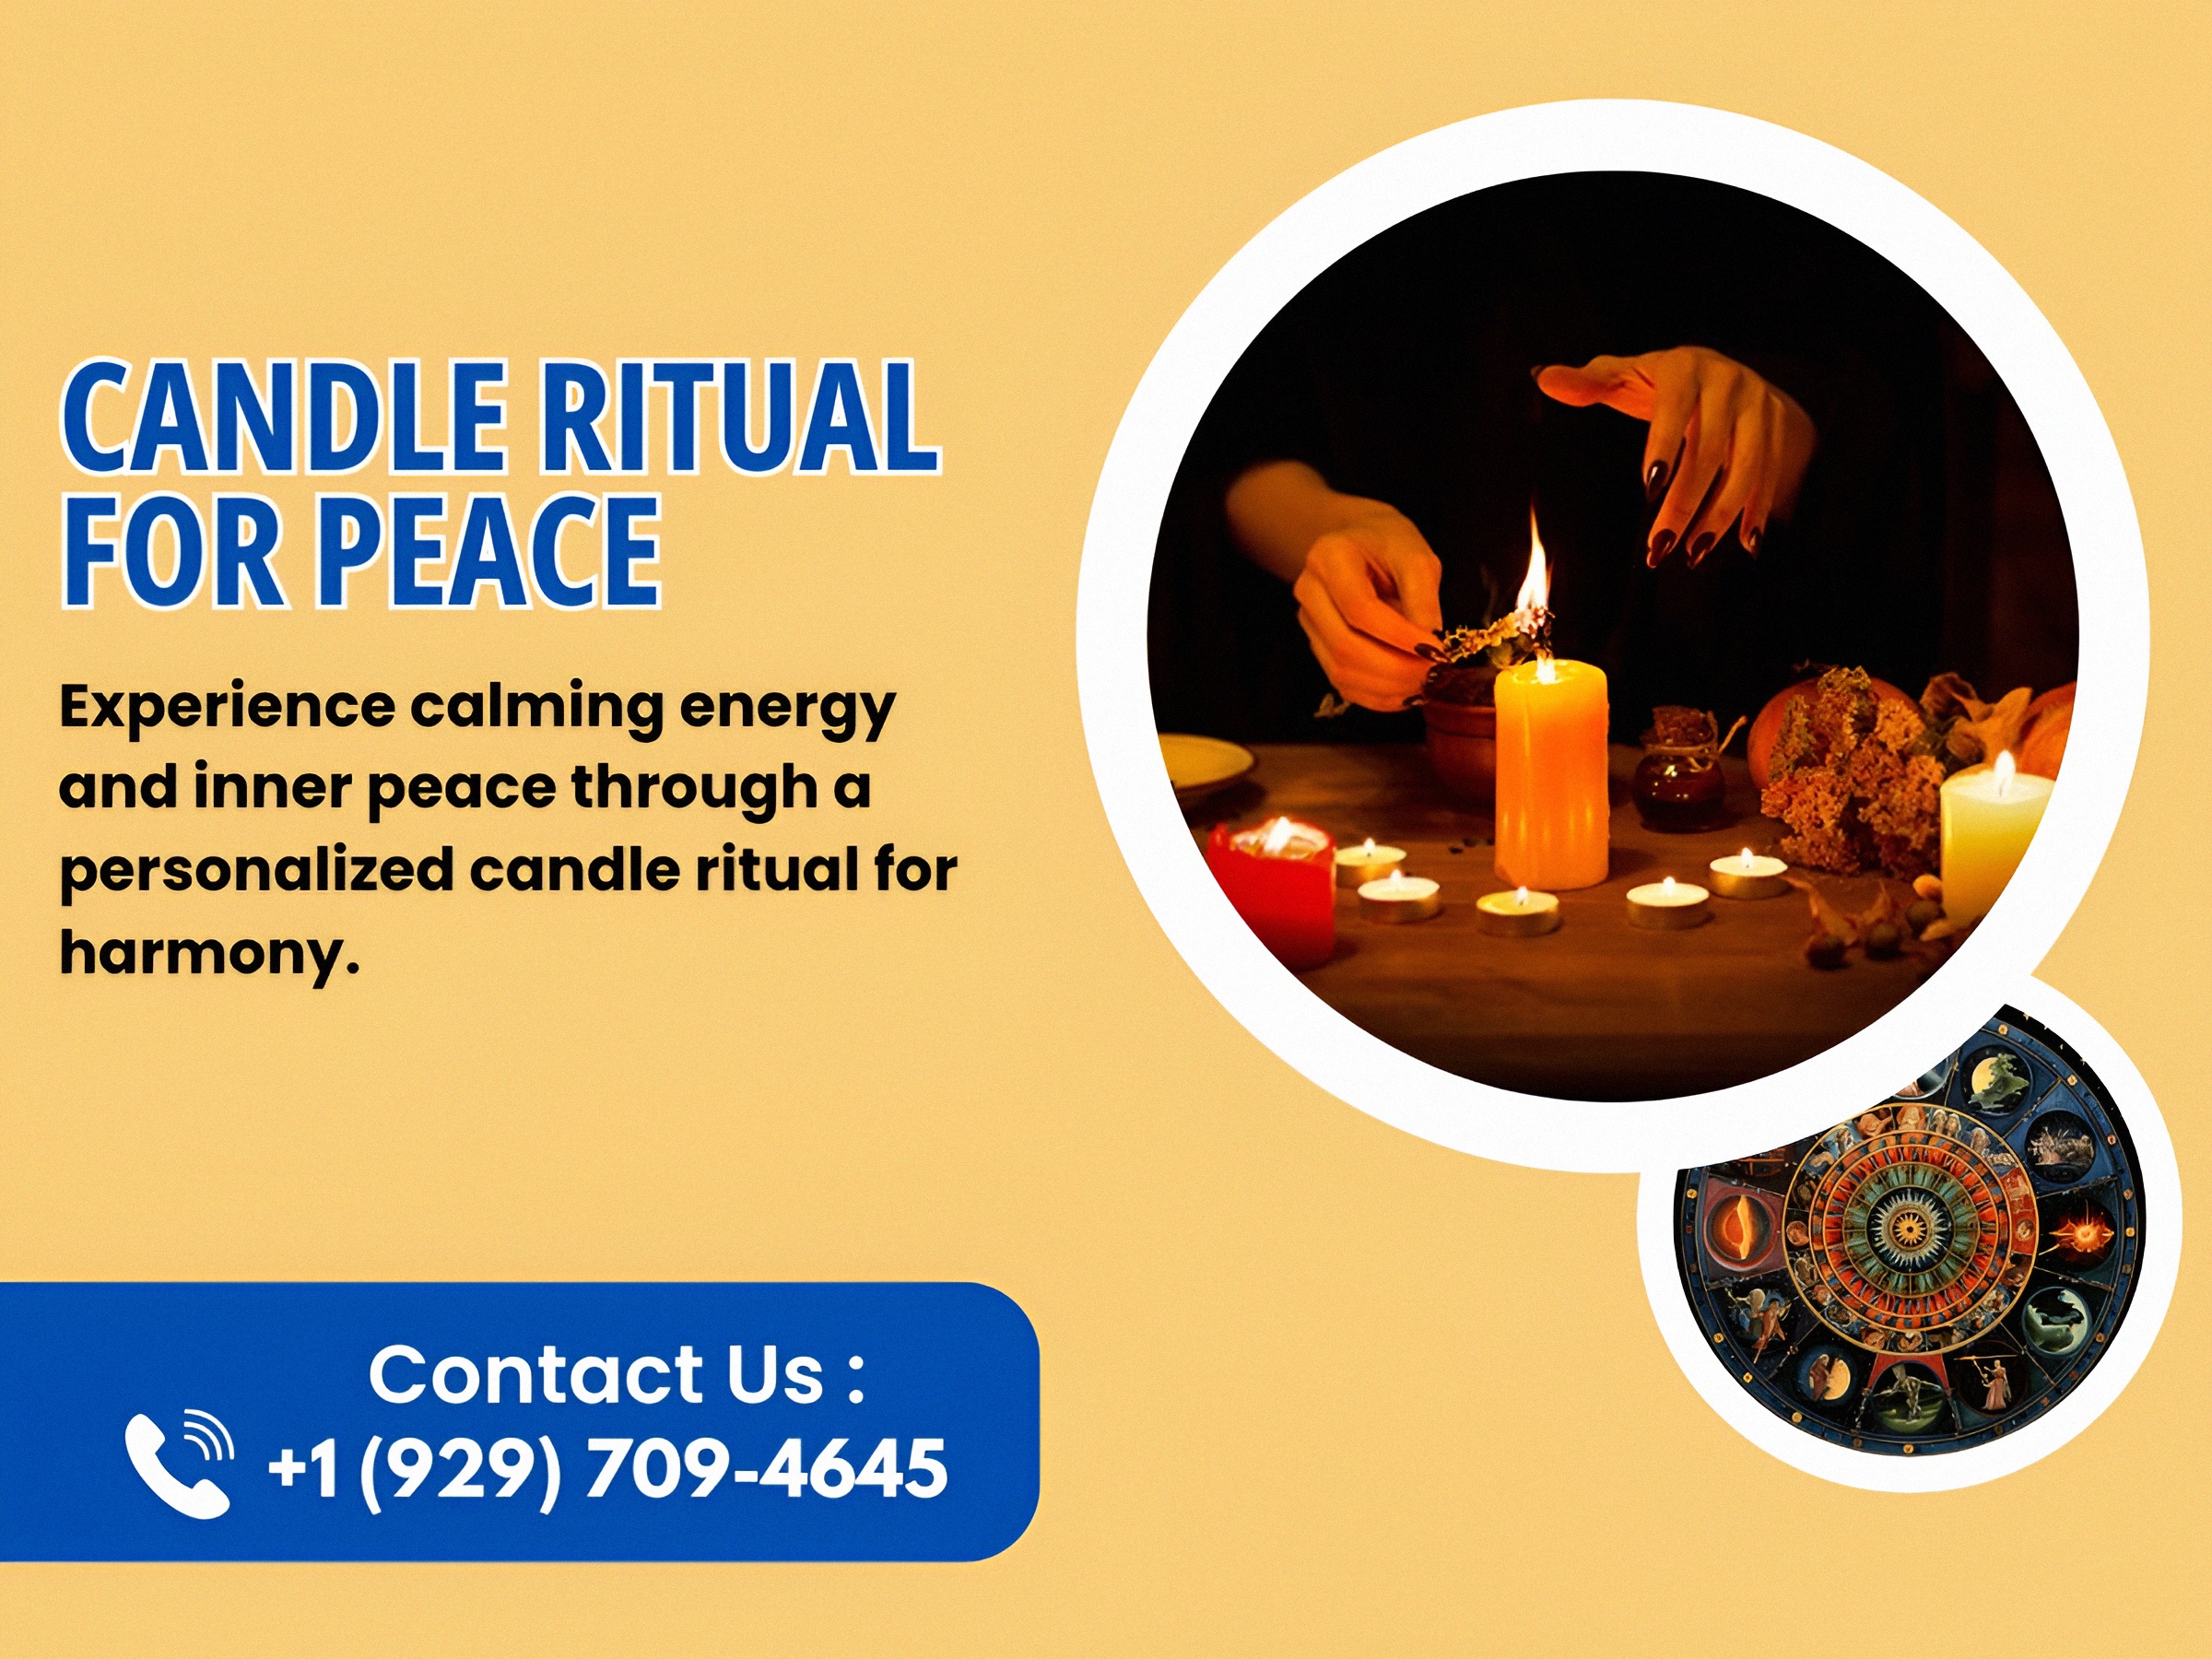 CANDLE RITUAL
FOR PEACE
Experience calming energy
and inner peace through a
personalized candle ritual for
harmony.
Contact Us :
+1 (929) 709-4645